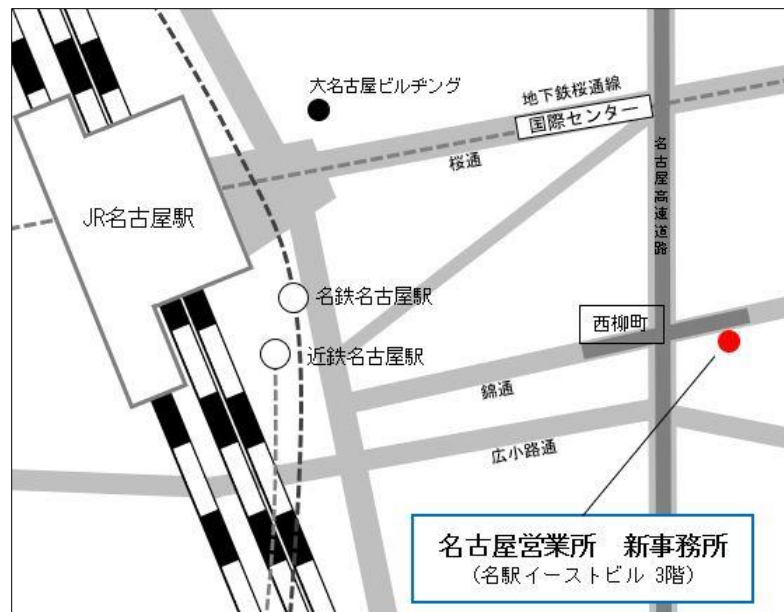 大名古屋ビルヂング
地下鉄桜通線
国際センター
桜通
名古屋高速道路
JR名古屋駅
名鉄名古屋駅
西柳町
近鉄名古屋駅
錦通
広小路通
名古屋営業所　新事務所
(名駅イーストビル 3階)